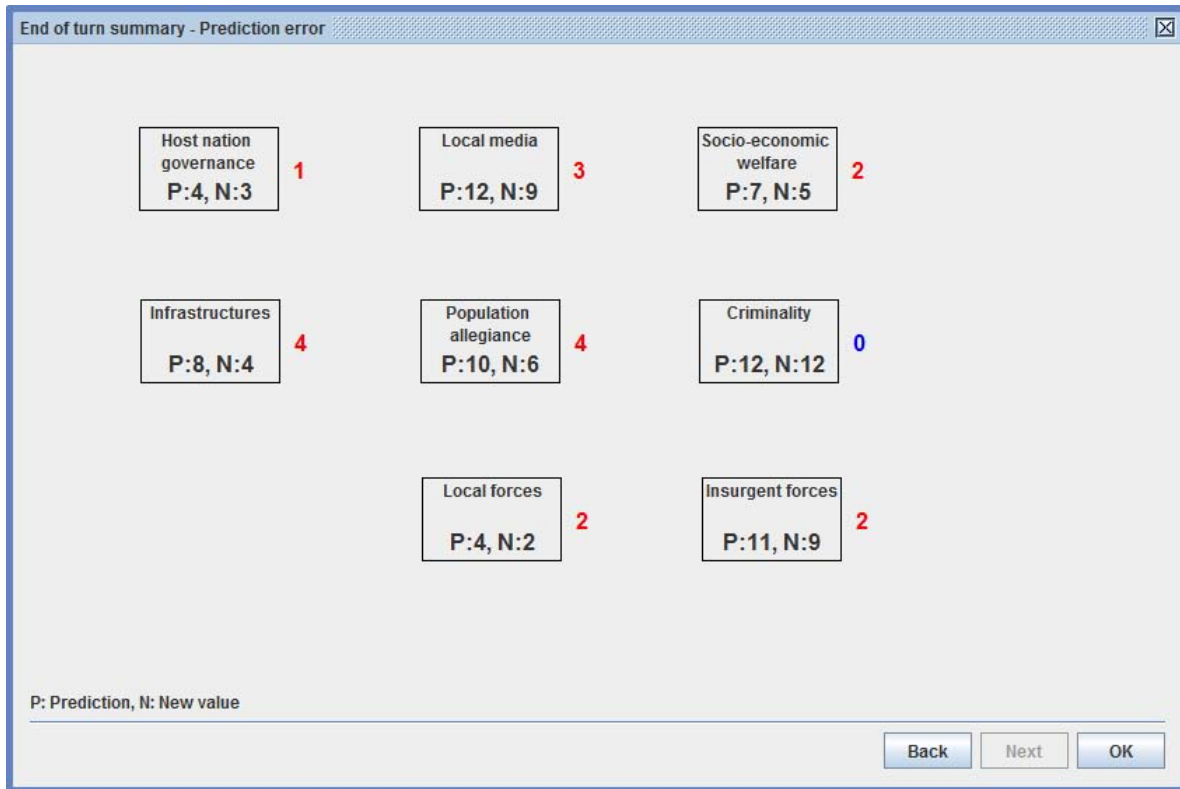 End of turn summary - Prediction error
Host nation
governance
P:4, N:3
1
Local media
P:12, N:9
3
Socio-economic
welfare
P:7, N:5
2
Infrastructures
P:8, N:4
4
Population
allegiance
P:10, N:6
4
Criminality
P:12, N:12
0
Local forces
P:4, N:2
2
Insurgent forces
P:11, N:9
2
P: Prediction, N: New value
Back
Next
OK